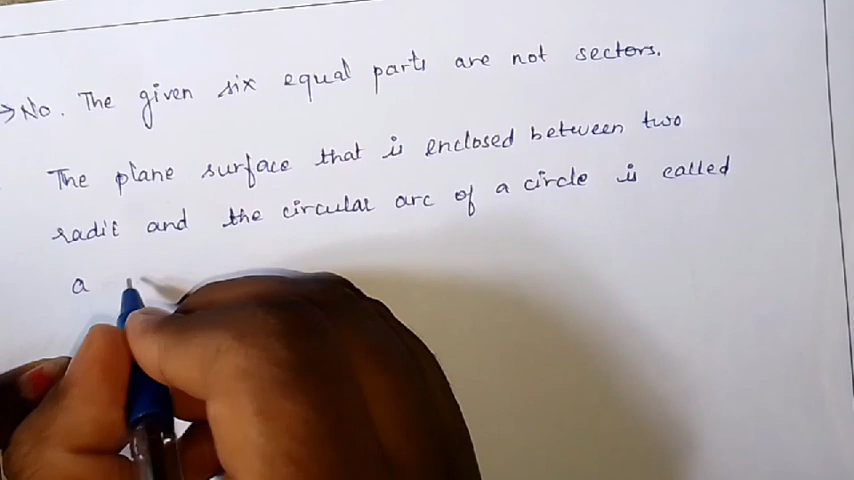 → No. The given six equal parts are not sectors.
The plane surface that is enclosed between two
radii and the circular arc of a circle is called
a